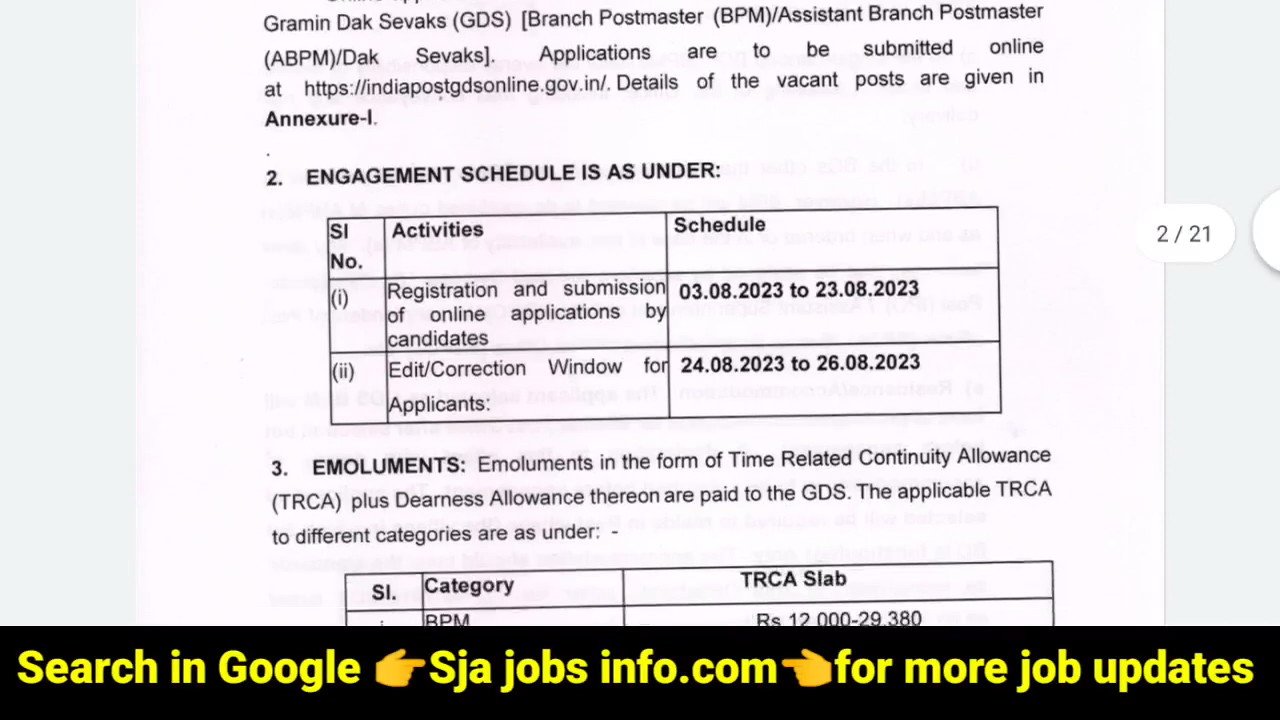 Gramin Dak Sevaks (GDS) [Branch Postmaster (BPM)/Assistant Branch Postmaster
(ABPM)/Dak Sevaks]. Applications are to be submitted online
at https://indiapostgdsonline.gov.in/. Details of the vacant posts are given in
Annexure-I.
2. ENGAGEMENT SCHEDULE IS AS UNDER:
Sl No. Activities Schedule
(i) Registration and submission of online applications by candidates 03.08.2023 to 23.08.2023
(ii) Edit/Correction Window for Applicants: 24.08.2023 to 26.08.2023
2 / 21
3. EMOLUMENTS: Emoluments in the form of Time Related Continuity Allowance
(TRCA) plus Dearness Allowance thereon are paid to the GDS. The applicable TRCA
to different categories are as under: -
Sl. Category TRCA Slab
BPM Rs 12,000-29,380
Search in Google 👉Sja jobs info.com👈for more job updates